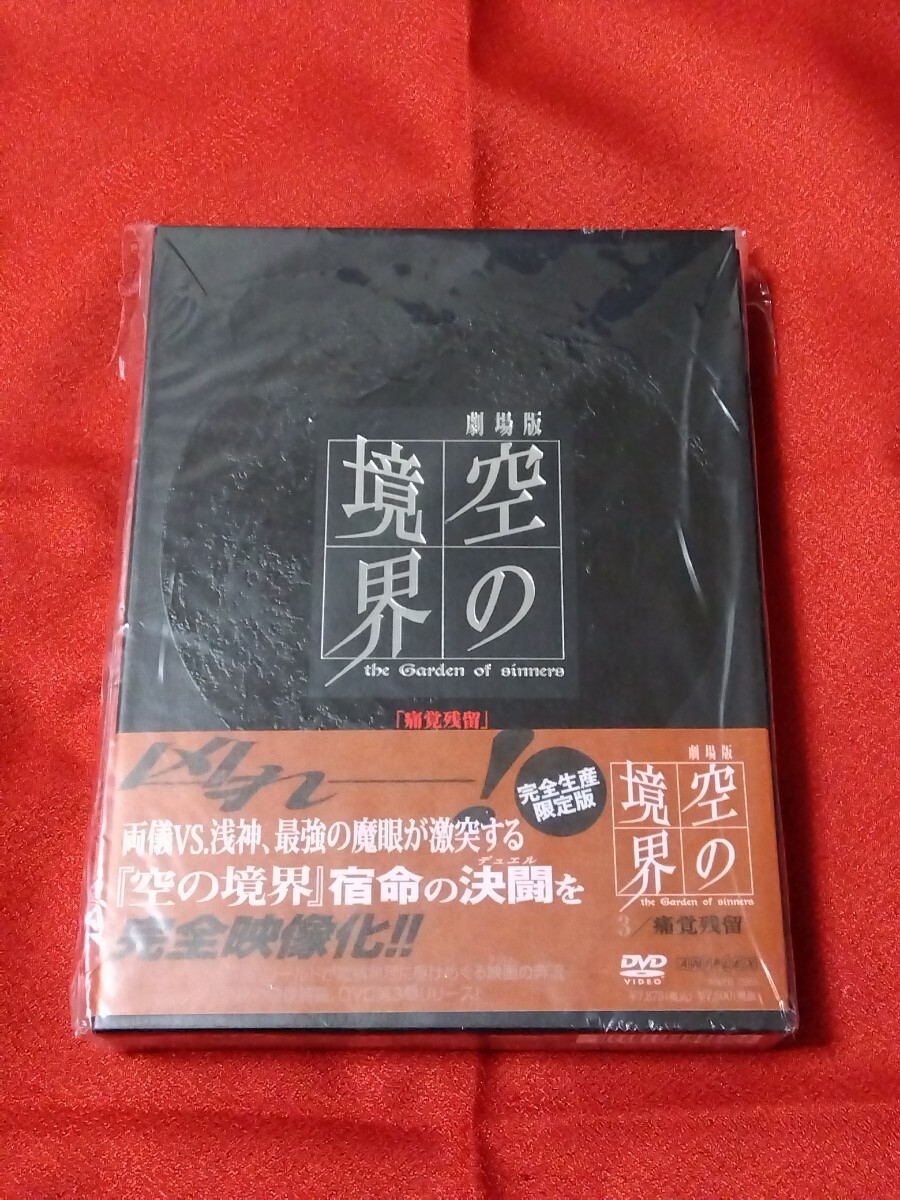 劇場版
空の
境界
the Garden of sinners
「痛覚残留」
凶れ――!
完全生産
限定版
両儀VS.浅神、最強の魔眼が激突する
デュエル
『空の境界』宿命の決闘を
完全映像化!!
劇場版
空の
境界
the Garden of sinners
3/痛覚残留
DVD
VIDEO